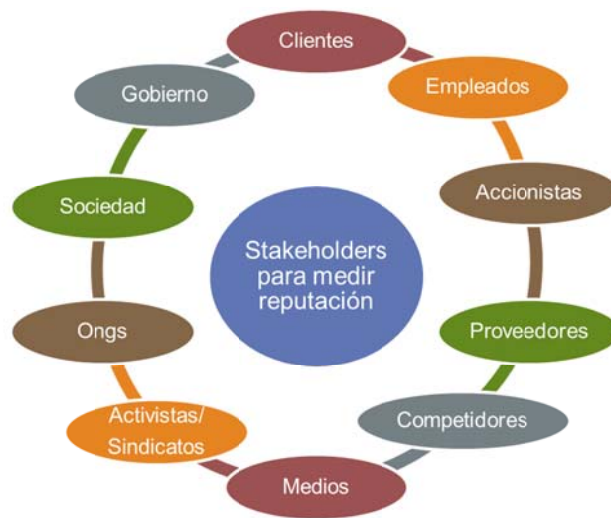 Clientes
Empleados
Accionistas
Proveedores
Competidores
Medios
Activistas/
Sindicatos
Ongs
Sociedad
Gobierno
Stakeholders
para medir
reputación